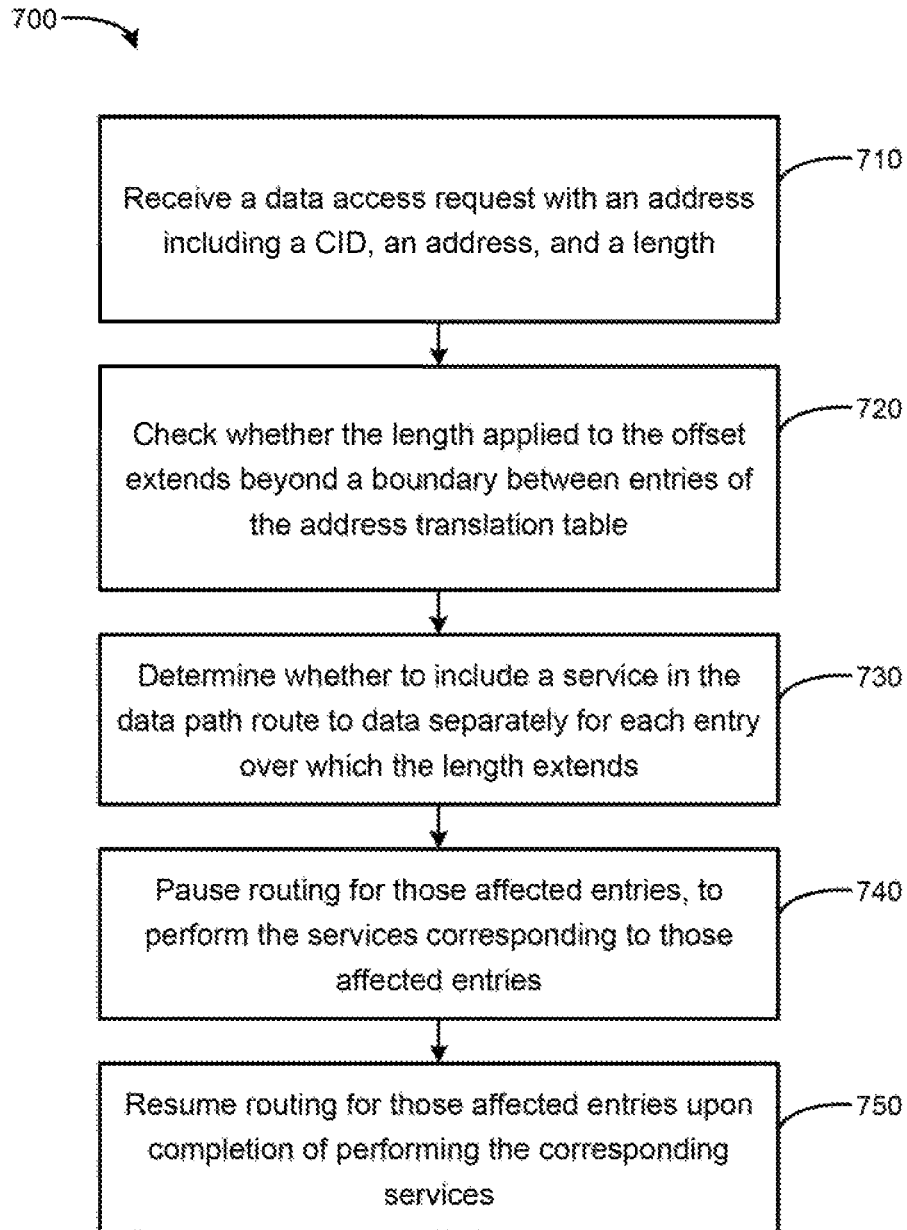 700
710
Receive a data access request with an address
including a CID, an address, and a length
720
Check whether the length applied to the offset
extends beyond a boundary between entries of
the address translation table
730
Determine whether to include a service in the
data path route to data separately for each entry
over which the length extends
740
Pause routing for those affected entries, to
perform the services corresponding to those
affected entries
750
Resume routing for those affected entries upon
completion of performing the corresponding
services